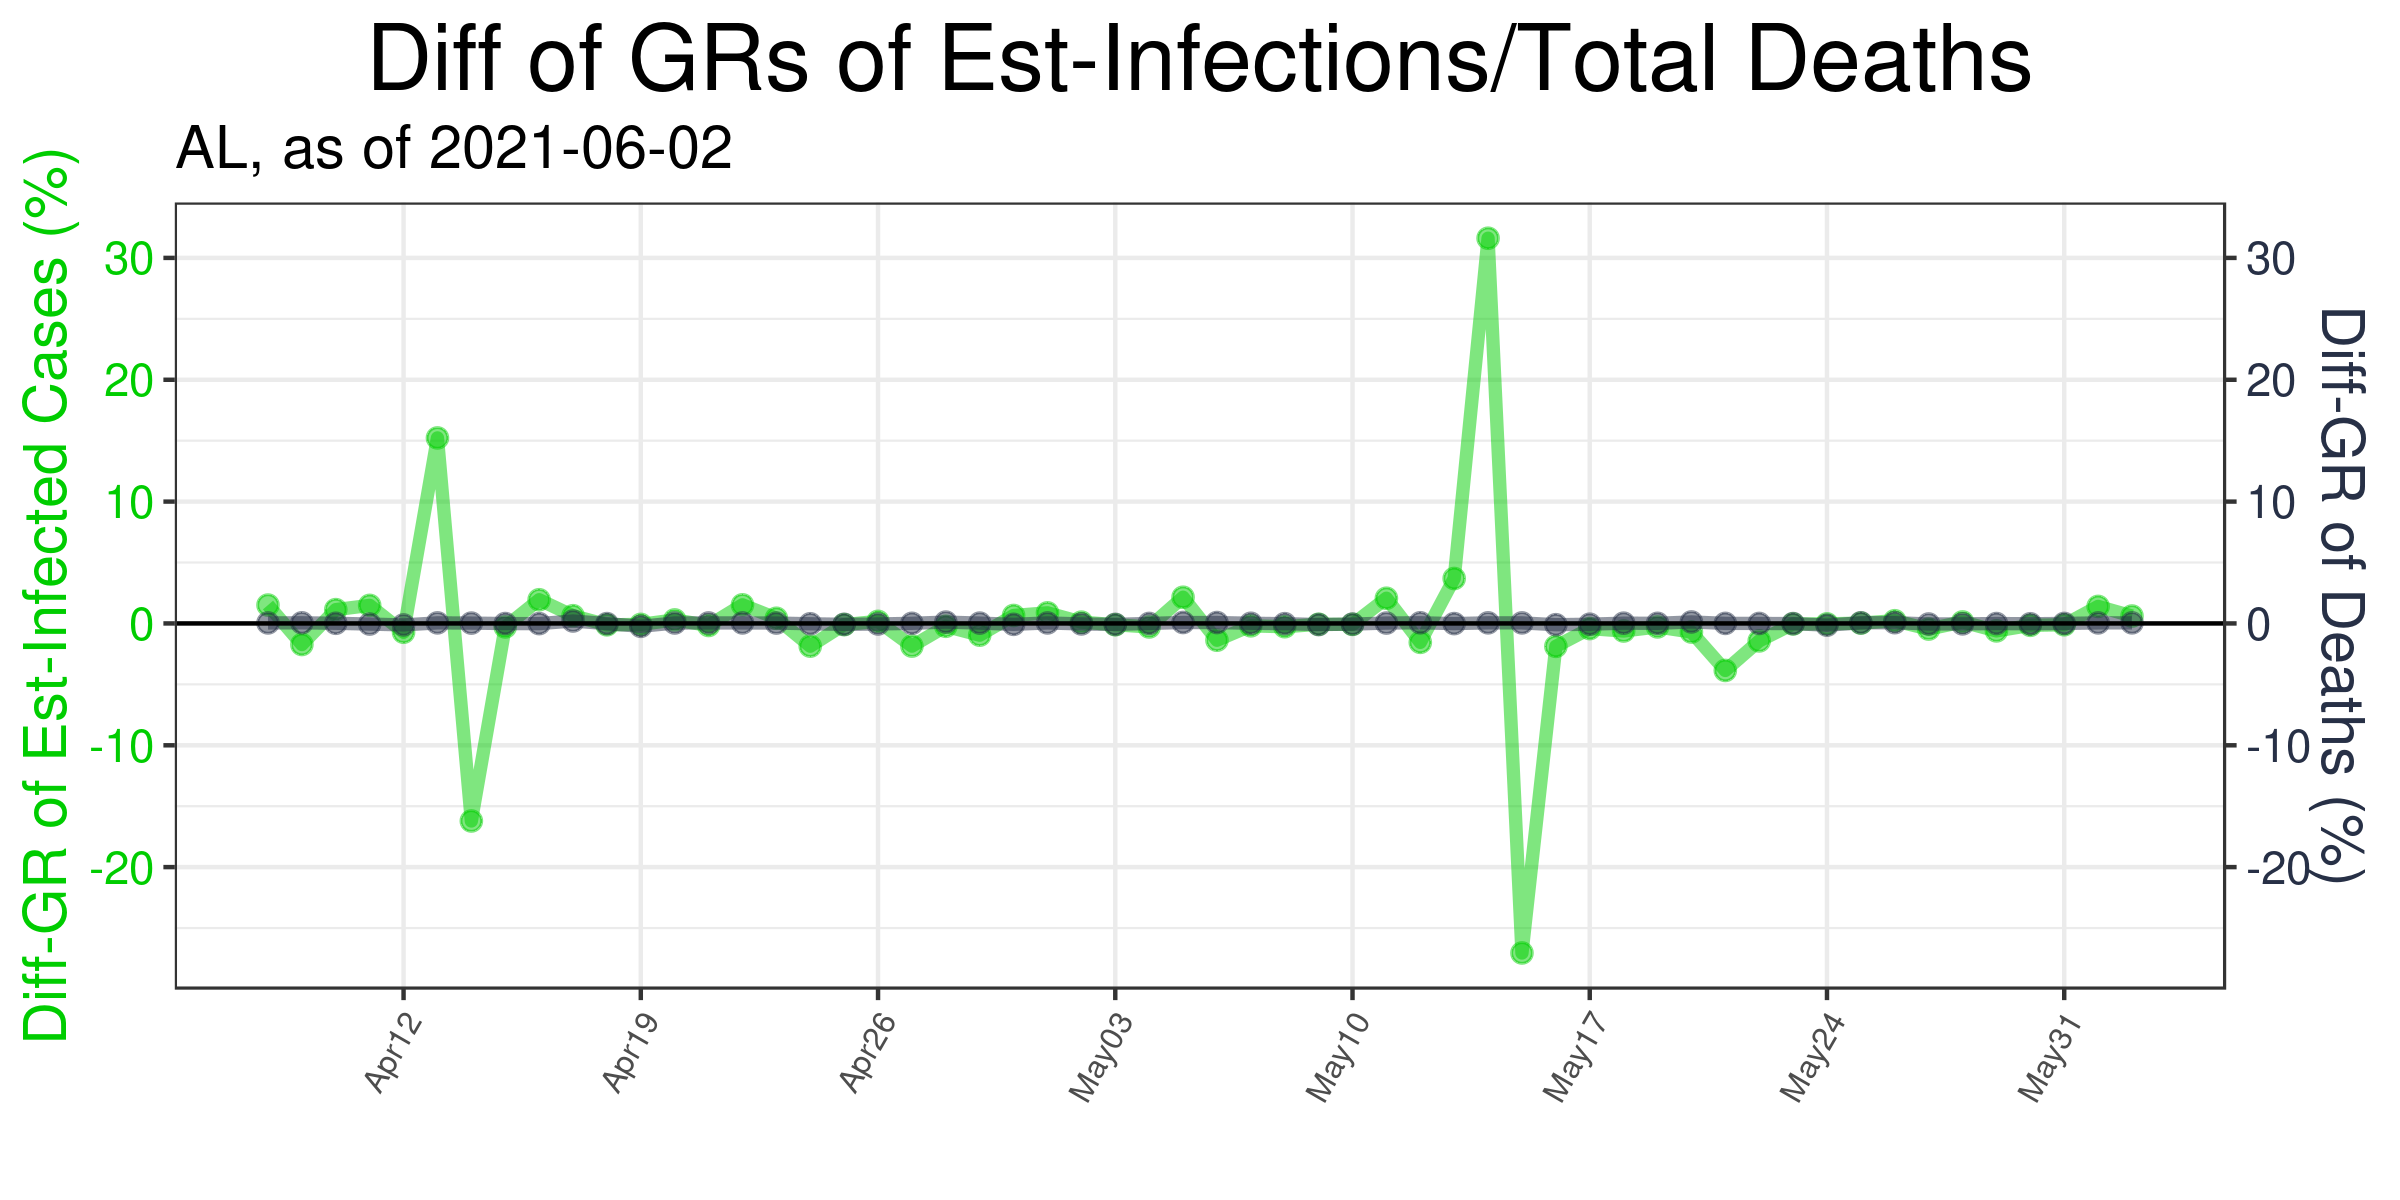 Diff of GRs of Est-Infections/Total Deaths
AL, as of 2021-06-02
Diff-GR of Est-Infected Cases (%)
30
20
10
0
-10
-20
30
20
10
0
-10
-20
Diff-GR of Deaths (%)
Apr12
Apr19
Apr26
May03
May10
May17
May24
May31